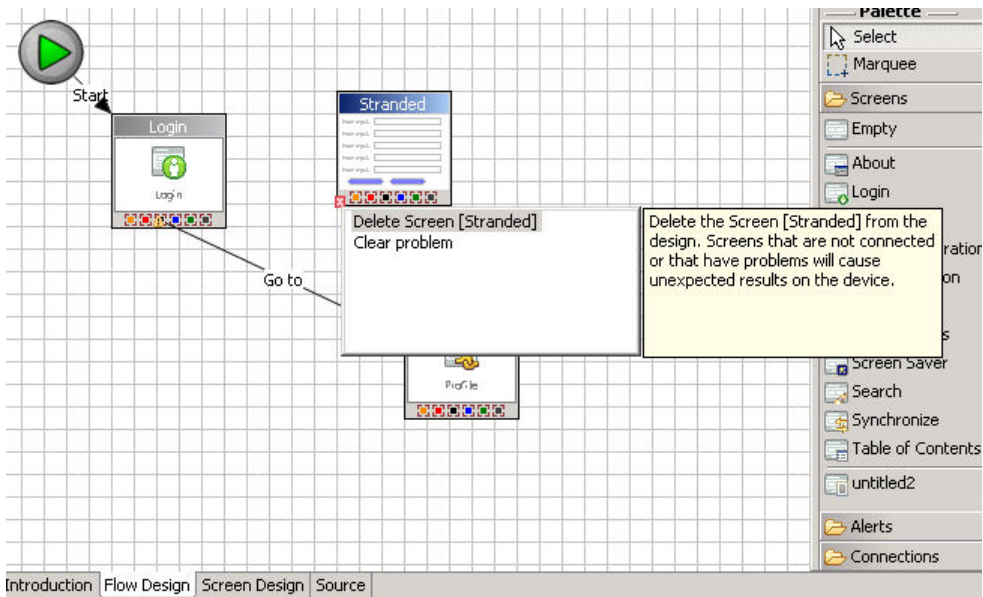 Palette
Select
Marquee
Screens
Empty
About
Login
Start
Login
Login
Stranded
Delete Screen [Stranded]
Clear problem
Delete the Screen [Stranded] from the
design. Screens that are not connected
or that have problems will cause
unexpected results on the device.
Go to
Profile
Screen Saver
Search
Synchronize
Table of Contents
untitled2
Alerts
Connections
Introduction
Flow Design
Screen Design
Source